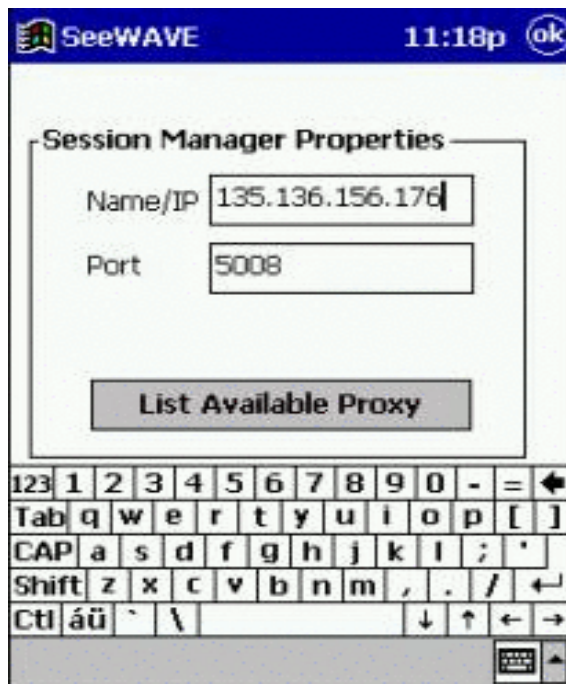 SeeWAVE 11:18p ok
Session Manager Properties
Name/IP 135.136.156.176
Port 5008
List Available Proxy
123 1 2 3 4 5 6 7 8 9 0 - =
Tab q w e r t y u i o p [ ]
CAP a s d f g h j k l ; '
Shift z x c v b n m , . /
Ctl áü ` \